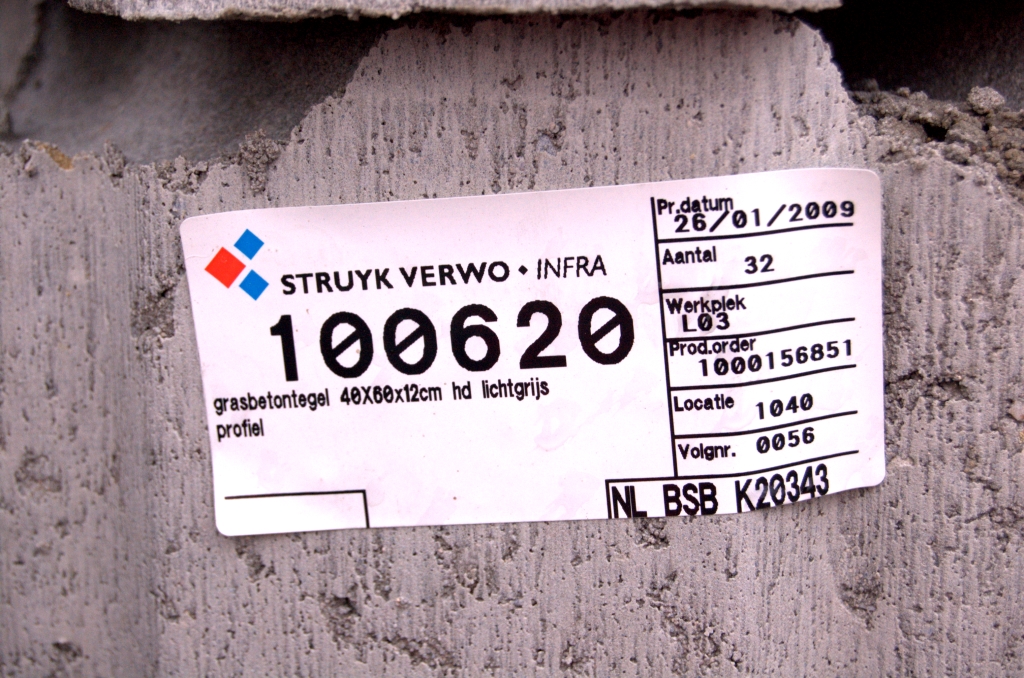 STRUYK VERWO • INFRA
100620
grasbetontegel 40X60x12cm hd lichtgrijs
profiel
Pr.datum
26/01/2009
Aantal 32
Werkplek
L03
Prod.order
1000156851
Locatie 1040
Volgnr. 0056
NL BSB K20343